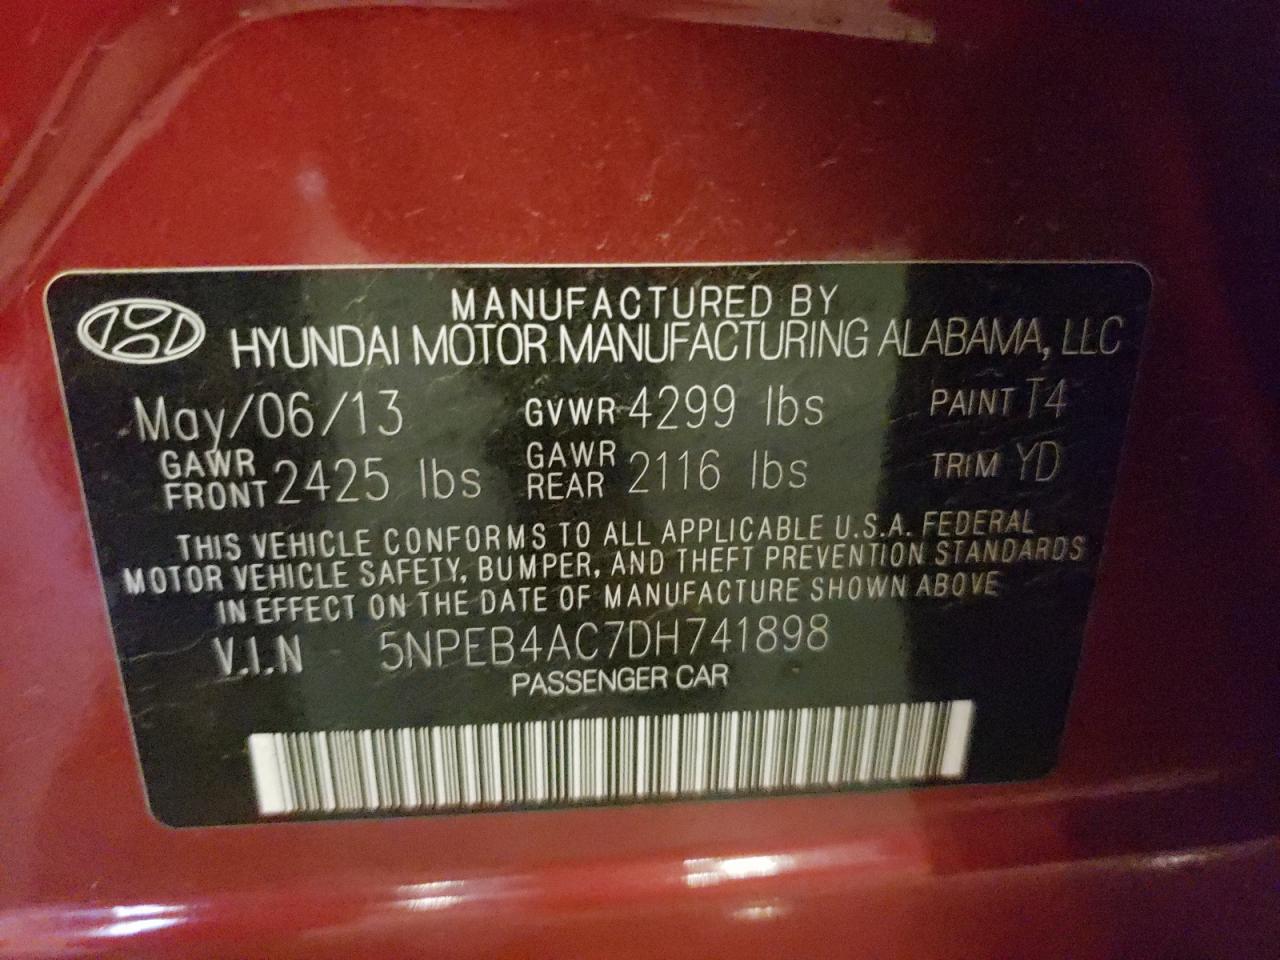 MANUFACTURED BY
HYUNDAI MOTOR MANUFACTURING ALABAMA, LLC
May/06/13 GVWR 4299 lbs PAINT T4
GAWR FRONT 2425 lbs GAWR REAR 2116 lbs TRIM YD
THIS VEHICLE CONFORMS TO ALL APPLICABLE U.S.A. FEDERAL
MOTOR VEHICLE SAFETY, BUMPER, AND THEFT PREVENTION STANDARDS
IN EFFECT ON THE DATE OF MANUFACTURE SHOWN ABOVE
V.I.N 5NPEB4AC7DH741898
PASSENGER CAR